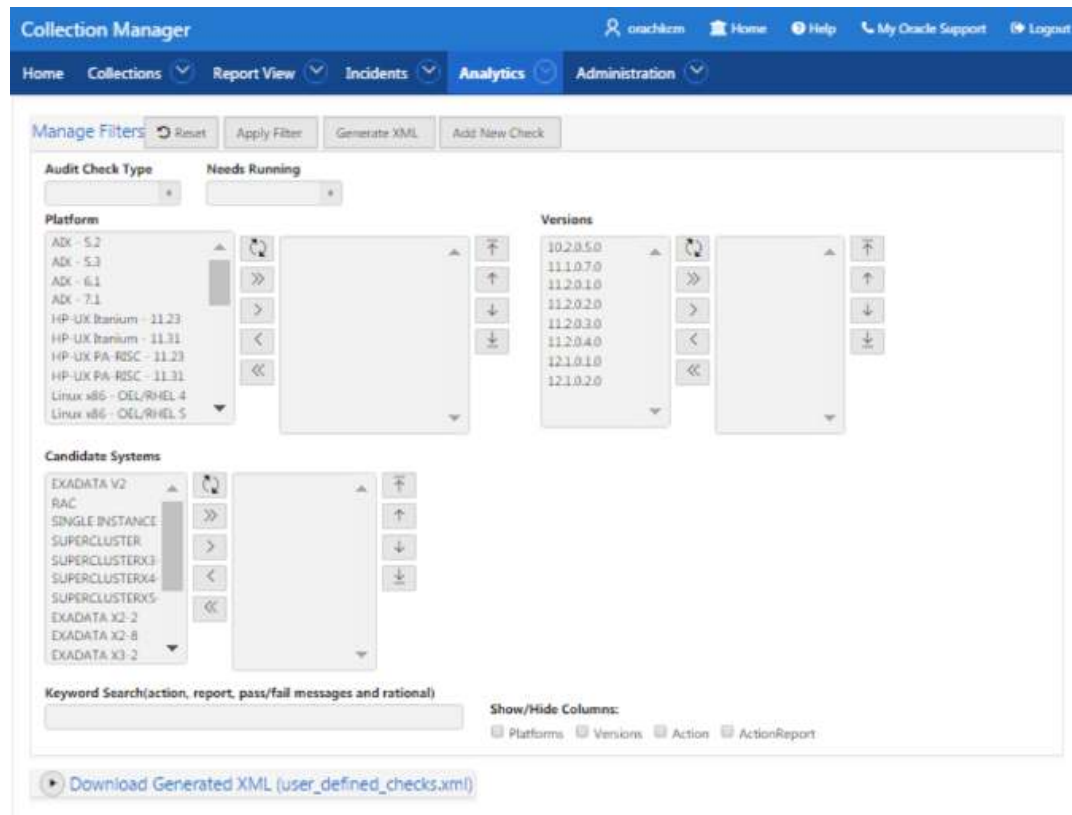 Collection Manager
orachkcm Home Help My Oracle Support Logout
Home Collections Report View Incidents Analytics Administration
Manage Filters Reset Apply Filter Generate XML Add New Check
Audit Check Type Needs Running
Platform
AIX - 5.2
AIX - 5.3
AIX - 6.1
AIX - 7.1
HP-UX Itanium - 11.23
HP-UX Itanium - 11.31
HP-UX PA-RISC - 11.23
HP-UX PA-RISC - 11.31
Linux x86 - OEL/RHEL 4
Linux x86 - OEL/RHEL 5
Versions
10.2.0.5.0
11.1.0.7.0
11.2.0.1.0
11.2.0.2.0
11.2.0.3.0
11.2.0.4.0
12.1.0.1.0
12.1.0.2.0
Candidate Systems
EXADATA V2
RAC
SINGLE INSTANCE
SUPERCLUSTER
SUPERCLUSTERX3-
SUPERCLUSTERX4-
SUPERCLUSTERX5-
EXADATA X2-2
EXADATA X2-8
EXADATA X3-2
Keyword Search(action, report, pass/fail messages and rational)
Show/Hide Columns:
Platforms Versions Action ActionReport
Download Generated XML (user_defined_checks.xml)